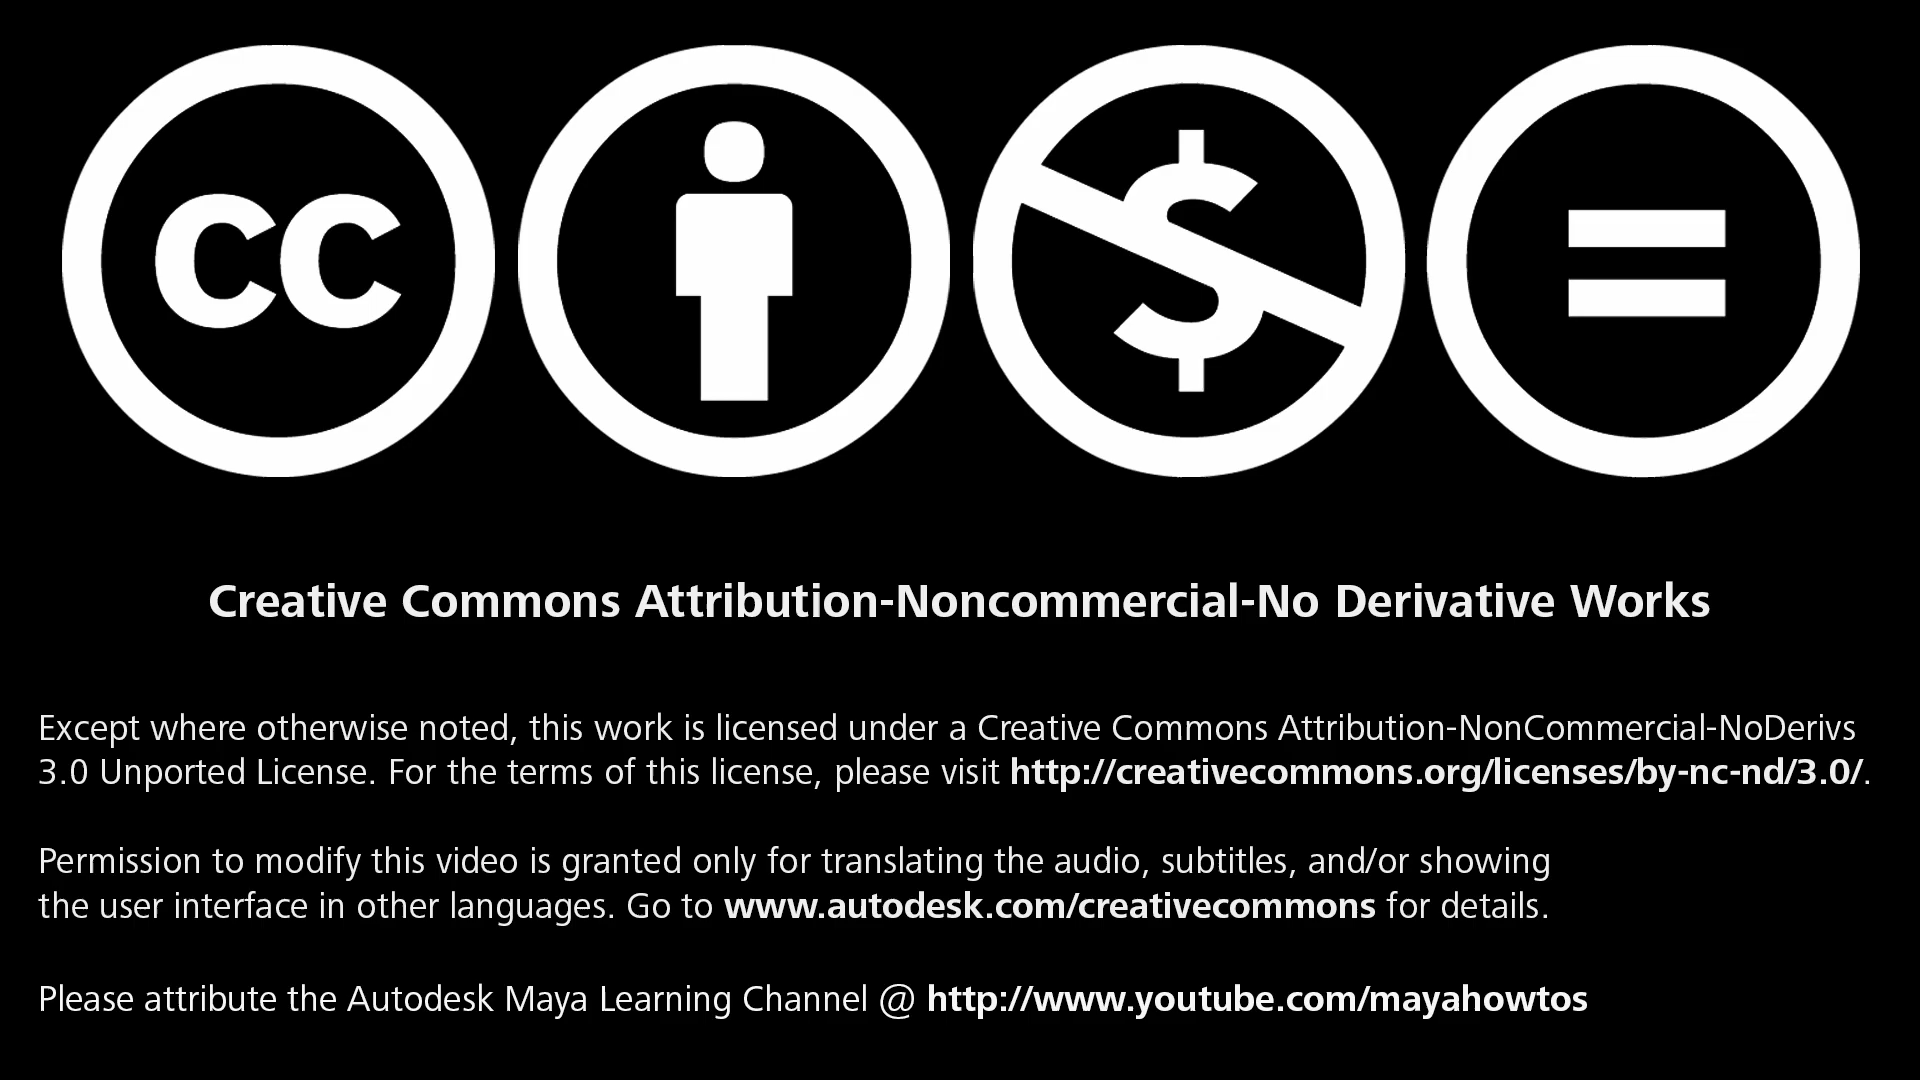 cc
$
=
Creative Commons Attribution-Noncommercial-No Derivative Works
Except where otherwise noted, this work is licensed under a Creative Commons Attribution-NonCommercial-NoDerivs
3.0 Unported License. For the terms of this license, please visit http://creativecommons.org/licenses/by-nc-nd/3.0/.
Permission to modify this video is granted only for translating the audio, subtitles, and/or showing
the user interface in other languages. Go to www.autodesk.com/creativecommons for details.
Please attribute the Autodesk Maya Learning Channel @ http://www.youtube.com/mayahowtos